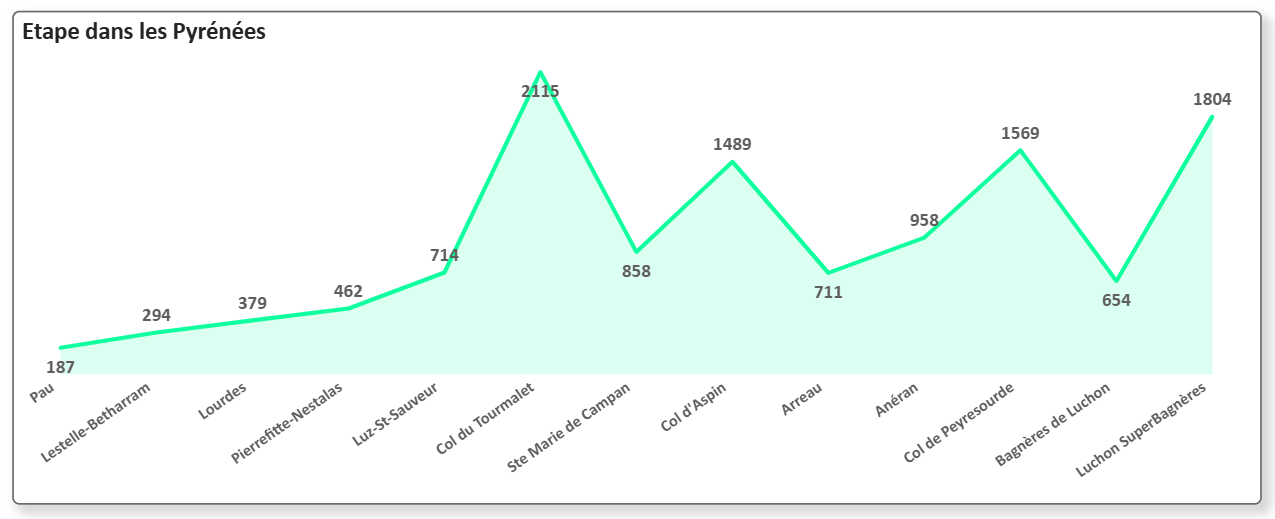 Etape dans les Pyrénées
2115
1804
1569
1489
958
858
714
711
654
462
379
294
187
Pau
Lestelle-Betharram
Lourdes
Pierrefitte-Nestalas
Luz-St-Sauveur
Col du Tourmalet
Ste Marie de Campan
Col d'Aspin
Arreau
Anéran
Col de Peyresourde
Bagnères de Luchon
Luchon SuperBagnères